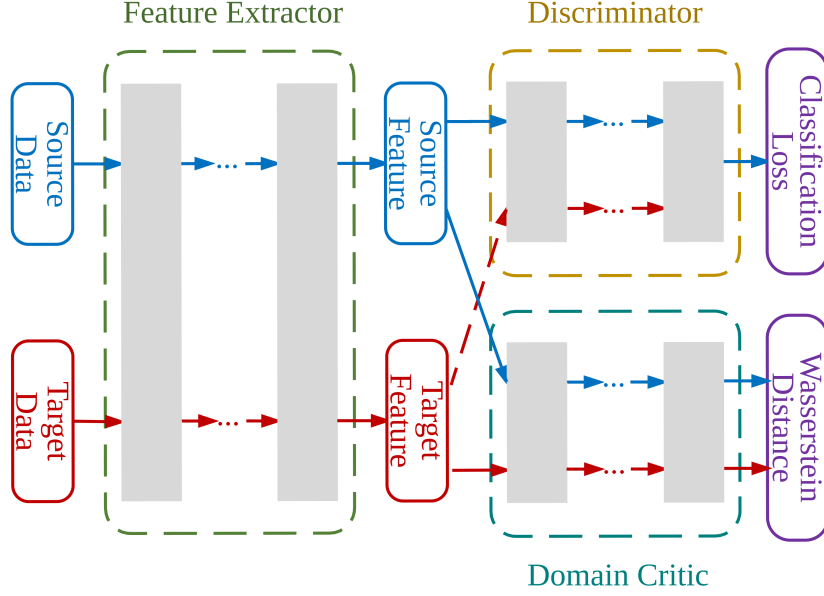 Feature Extractor
Discriminator
Source
Data
Source
Feature
Classification
Loss
...
...
...
Target
Data
Target
Feature
Wasserstein
Distance
...
...
...
Domain Critic